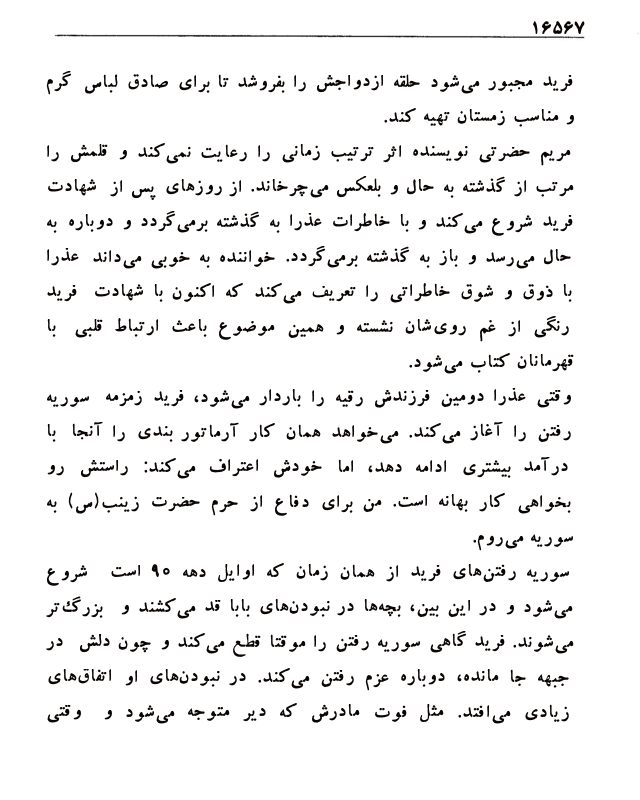 ۱۶۵۶۷
فرید مجبور می‌شود حلقه ازدواجش را بفروشد تا برای صادق لباس گرم
و مناسب زمستان تهیه کند.
مریم حضرتی نویسنده اثر ترتیب زمانی را رعایت نمی‌کند و قلمش را
مرتب از گذشته به حال و بلعکس می‌چرخاند. از روزهای پس از شهادت
فرید شروع می‌کند و با خاطرات عذرا به گذشته برمی‌گردد و دوباره به
حال می‌رسد و باز به گذشته برمی‌گردد. خواننده به خوبی می‌داند عذرا
با ذوق و شوق خاطراتی را تعریف می‌کند که اکنون با شهادت فرید
رنگی از غم روی‌شان نشسته و همین موضوع باعث ارتباط قلبی با
قهرمانان کتاب می‌شود.
وقتی عذرا دومین فرزندش رقیه را باردار می‌شود، فرید زمزمه سوریه
رفتن را آغاز می‌کند. می‌خواهد همان کار آرماتور بندی را آنجا با
درآمد بیشتری ادامه دهد، اما خودش اعتراف می‌کند: راستش رو
بخواهی کار بهانه است. من برای دفاع از حرم حضرت زینب(س) به
سوریه می‌روم.
سوریه رفتن‌های فرید از همان زمان که اوایل دهه ۹۰ است شروع
می‌شود و در این بین، بچه‌ها در نبودن‌های بابا قد می‌کشند و بزرگ‌تر
می‌شوند. فرید گاهی سوریه رفتن را موقتا قطع می‌کند و چون دلش در
جبهه جا مانده، دوباره عزم رفتن می‌کند. در نبودن‌های او اتفاق‌های
زیادی می‌افتد. مثل فوت مادرش که دیر متوجه می‌شود و وقتی